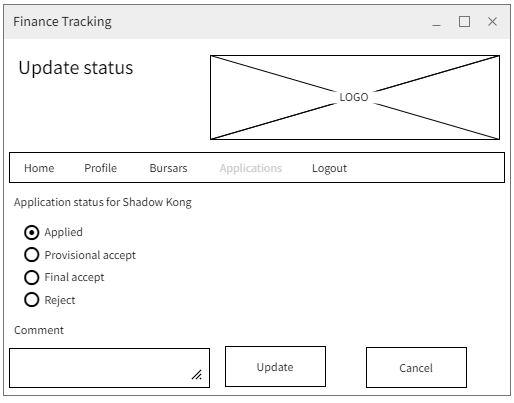 Finance Tracking
Update status
LOGO
Home Profile Bursars Applications Logout
Application status for Shadow Kong
Applied
Provisional accept
Final accept
Reject
Comment
Update Cancel